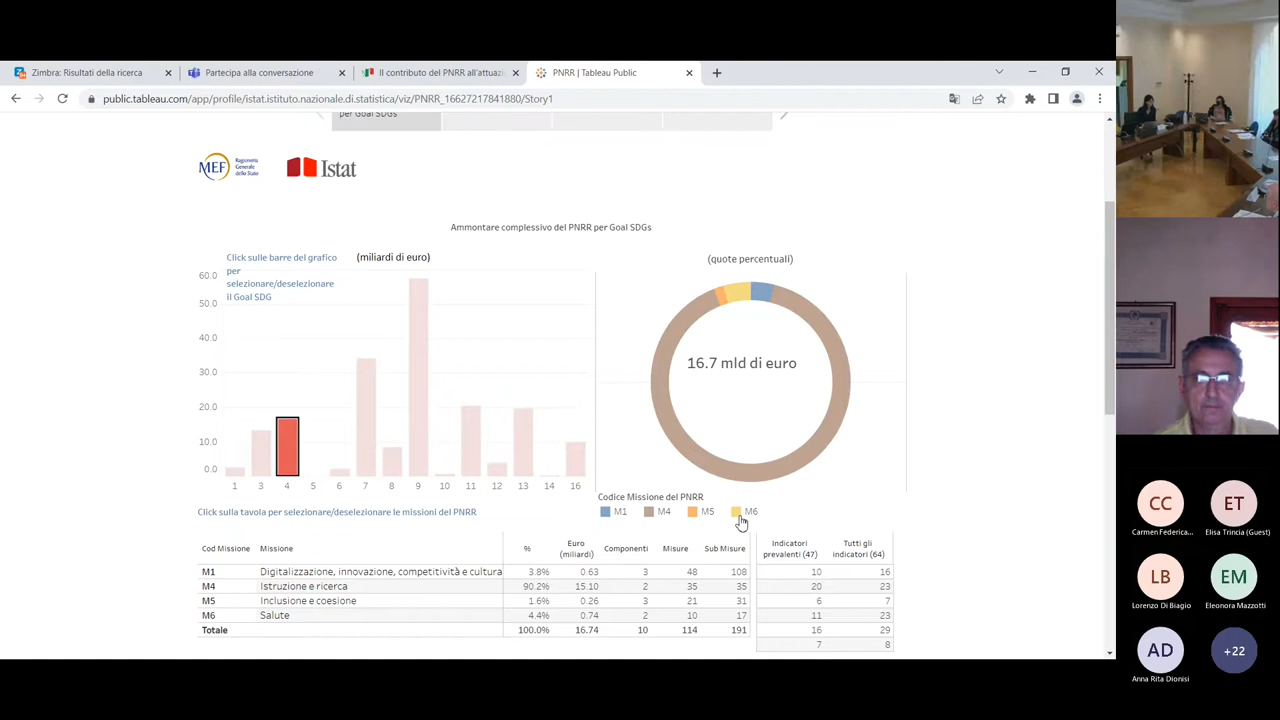 Zimbra: Risultati della ricerca
Partecipa alla conversazione
Il contributo del PNRR all'attuazi
PNRR | Tableau Public
public.tableau.com/app/profile/istat.istituto.nazionale.di.statistica/viz/PNRR_16627217841880/Story1
per Goal SDGs
MEF
Ragioneria
Generale
dello Stato
Istat
Ammontare complessivo del PNRR per Goal SDGs
Click sulle barre del grafico
per
selezionare/deselezionare
il Goal SDG
(miliardi di euro)
(quote percentuali)
60.0
50.0
40.0
30.0
20.0
10.0
0.0
1 3 4 5 6 7 8 9 10 11 12 13 14 16
16.7 mld di euro
Codice Missione del PNRR
M1 M4 M5 M6
Click sulla tavola per selezionare/deselezionare le missioni del PNRR
Cod Missione Missione % Euro (miliardi) Componenti Misure Sub Misure Indicatori prevalenti (47) Tutti gli indicatori (64)
M1 Digitalizzazione, innovazione, competitività e cultura 3.8% 0.63 3 48 108 10 16
M4 Istruzione e ricerca 90.2% 15.10 2 35 35 20 23
M5 Inclusione e coesione 1.6% 0.26 3 21 31 6 7
M6 Salute 4.4% 0.74 2 10 17 11 23
Totale 100.0% 16.74 10 114 191 16 29
7 8
CC
Carmen Federica...
ET
Elisa Trincia (Guest)
LB
Lorenzo Di Biagio
EM
Eleonora Mazzotti
AD
Anna Rita Dionisi
+22